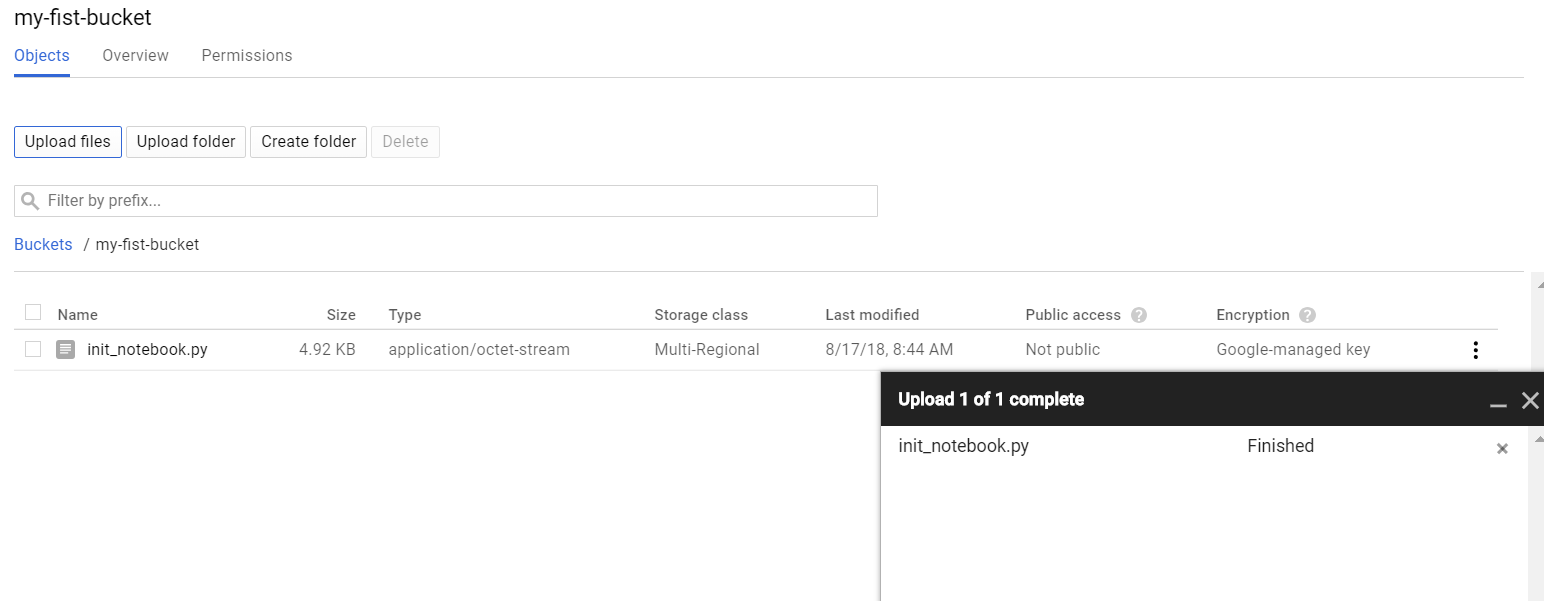 my-fist-bucket
Objects Overview Permissions
Upload files Upload folder Create folder Delete
Filter by prefix...
Buckets / my-fist-bucket
Name Size Type Storage class Last modified Public access ? Encryption ?
init_notebook.py 4.92 KB application/octet-stream Multi-Regional 8/17/18, 8:44 AM Not public Google-managed key
Upload 1 of 1 complete
init_notebook.py Finished